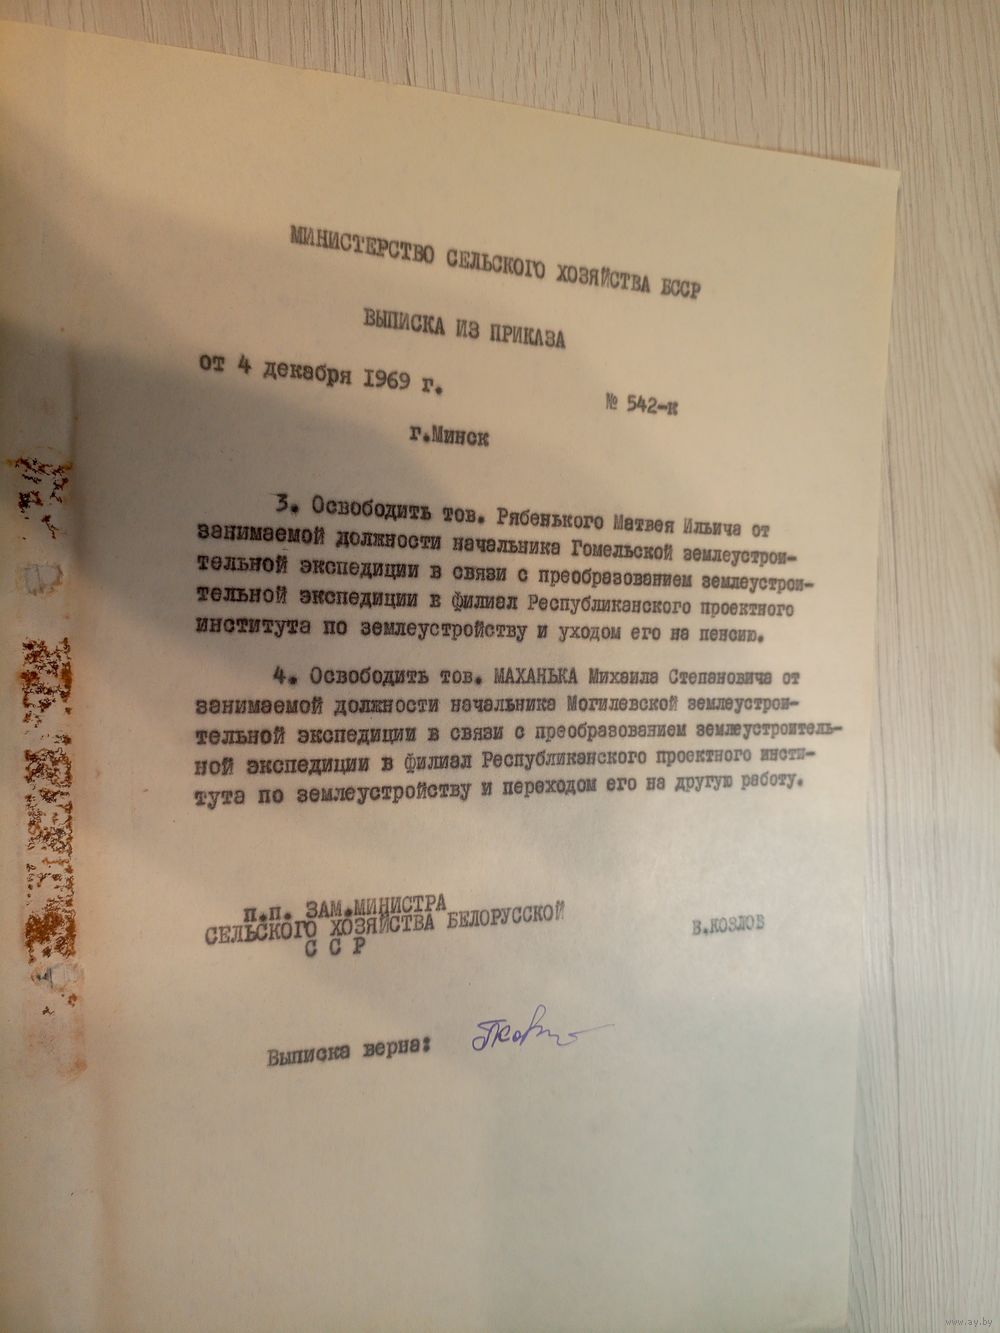 МИНИСТЕРСТВО СЕЛЬСКОГО ХОЗЯЙСТВА БССР
ВЫПИСКА ИЗ ПРИКАЗА
от 4 декабря 1969 г.
№ 542-к
г.Минск
3. Освободить тов. Рябенького Матвея Ильича от
занимаемой должности начальника Гомельской землеустрои-
тельной экспедиции в связи с преобразованием землеустрои-
тельной экспедиции в филиал Республиканского проектного
института по землеустройству и уходом его на пенсию.
4. Освободить тов. МАХАНЬКА Михаила Степановича от
занимаемой должности начальника Могилевской землеустрои-
тельной экспедиции в связи с преобразованием землеустроитель-
ной экспедиции в филиал Республиканского проектного инсти-
тута по землеустройству и переходом его на другую работу.
П.П. ЗАМ.МИНИСТРА
СЕЛЬСКОГО ХОЗЯЙСТВА БЕЛОРУССКОЙ
С С Р
В.КОЗЛОВ
Выписка верна:
www.ay.by